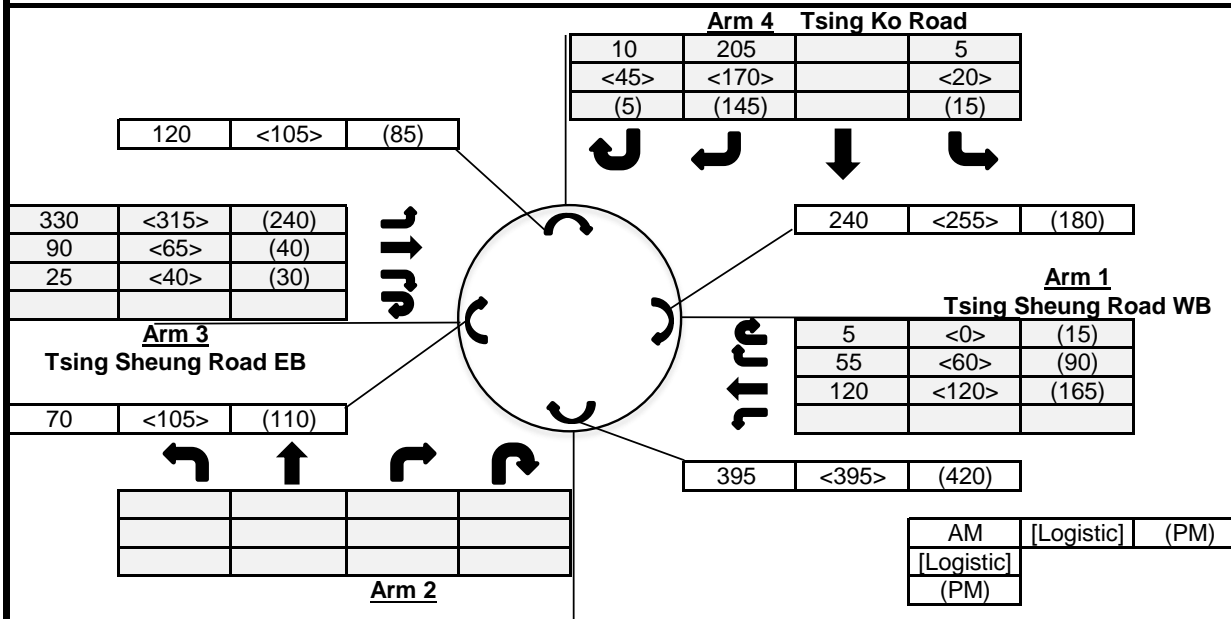 Arm 4 Tsing Ko Road
10 205 5
<45> <170> <20>
(5) (145) (15)
120 <105> (85)
330 <315> (240)
90 <65> (40)
25 <40> (30)
240 <255> (180)
Arm 1
Tsing Sheung Road WB
5 <0> (15)
55 <60> (90)
120 <120> (165)
Arm 3
Tsing Sheung Road EB
70 <105> (110)
395 <395> (420)
Arm 2
AM [Logistic] (PM)
[Logistic]
(PM)